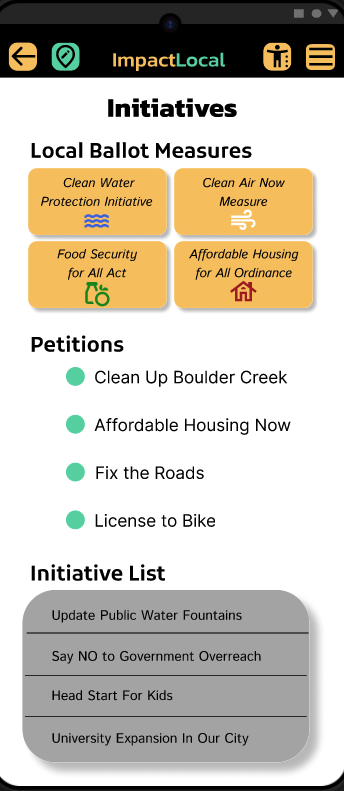 ImpactLocal
Initiatives
Local Ballot Measures
Clean Water
Protection Initiative
Clean Air Now
Measure
Food Security
for All Act
Affordable Housing
for All Ordinance
Petitions
Clean Up Boulder Creek
Affordable Housing Now
Fix the Roads
License to Bike
Initiative List
Update Public Water Fountains
Say NO to Government Overreach
Head Start For Kids
University Expansion In Our City